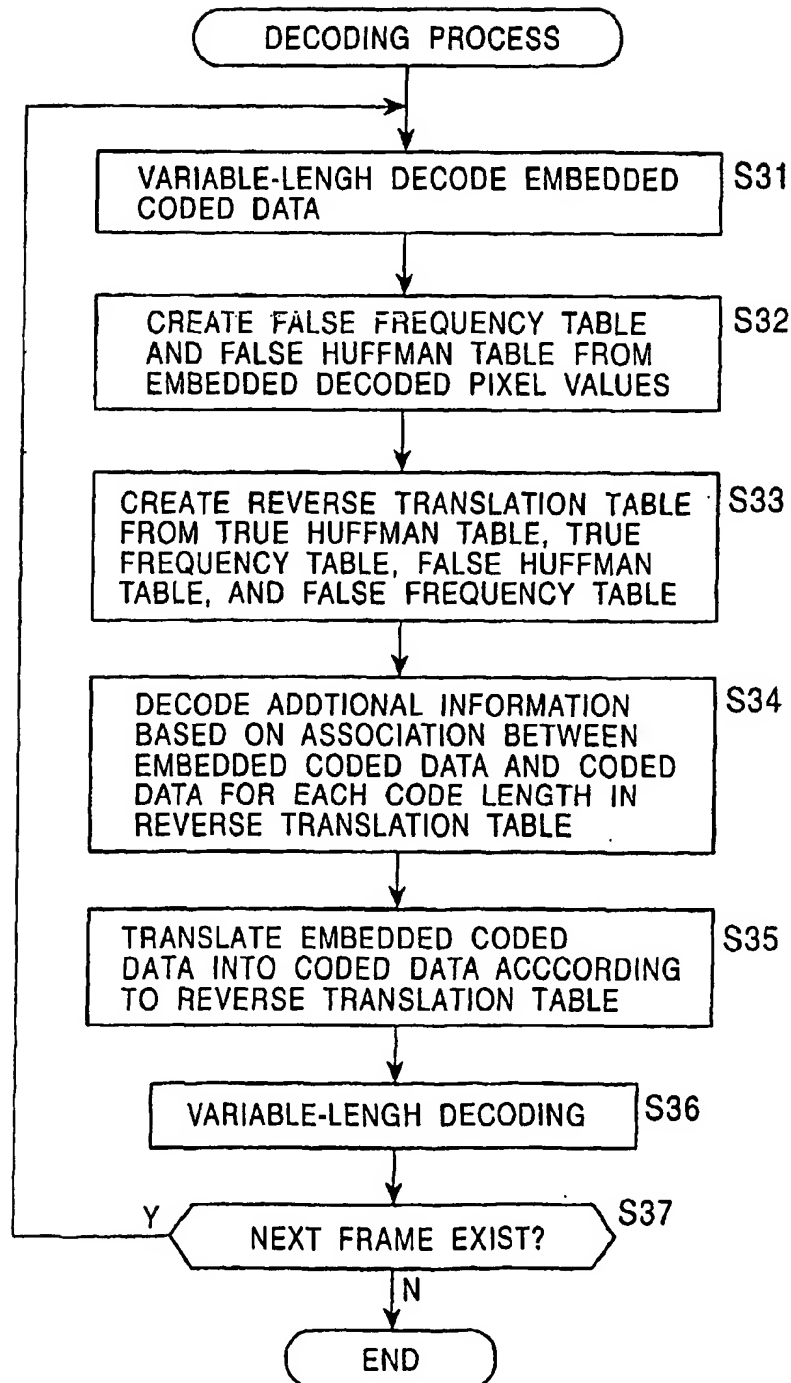 DECODING PROCESS
VARIABLE-LENGH DECODE EMBEDDED
CODED DATA
S31
CREATE FALSE FREQUENCY TABLE
AND FALSE HUFFMAN TABLE FROM
EMBEDDED DECODED PIXEL VALUES
S32
CREATE REVERSE TRANSLATION TABLE
FROM TRUE HUFFMAN TABLE, TRUE
FREQUENCY TABLE, FALSE HUFFMAN
TABLE, AND FALSE FREQUENCY TABLE
S33
DECODE ADDTIONAL INFORMATION
BASED ON ASSOCIATION BETWEEN
EMBEDDED CODED DATA AND CODED
DATA FOR EACH CODE LENGTH IN
REVERSE TRANSLATION TABLE
S34
TRANSLATE EMBEDDED CODED
DATA INTO CODED DATA ACCCORDING
TO REVERSE TRANSLATION TABLE
S35
VARIABLE-LENGH DECODING
S36
Y
NEXT FRAME EXIST?
S37
N
END